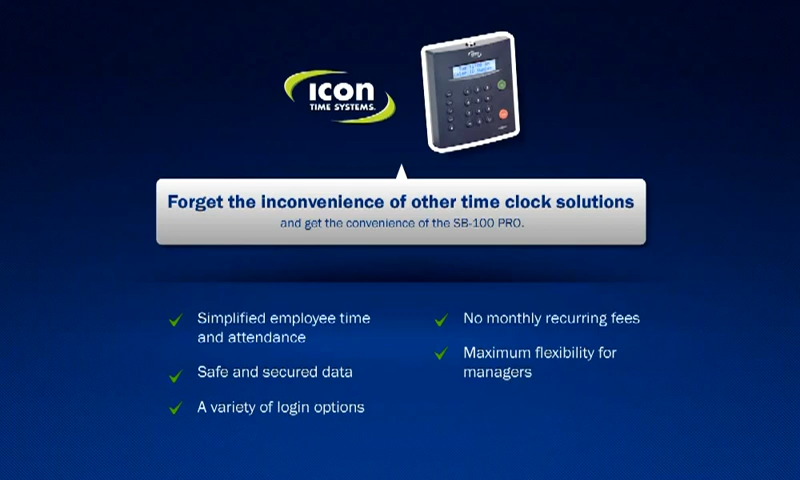 icon
TIME SYSTEMS.
Forget the inconvenience of other time clock solutions
and get the convenience of the SB-100 PRO.
Simplified employee time
and attendance
Safe and secured data
A variety of login options
No monthly recurring fees
Maximum flexibility for
managers